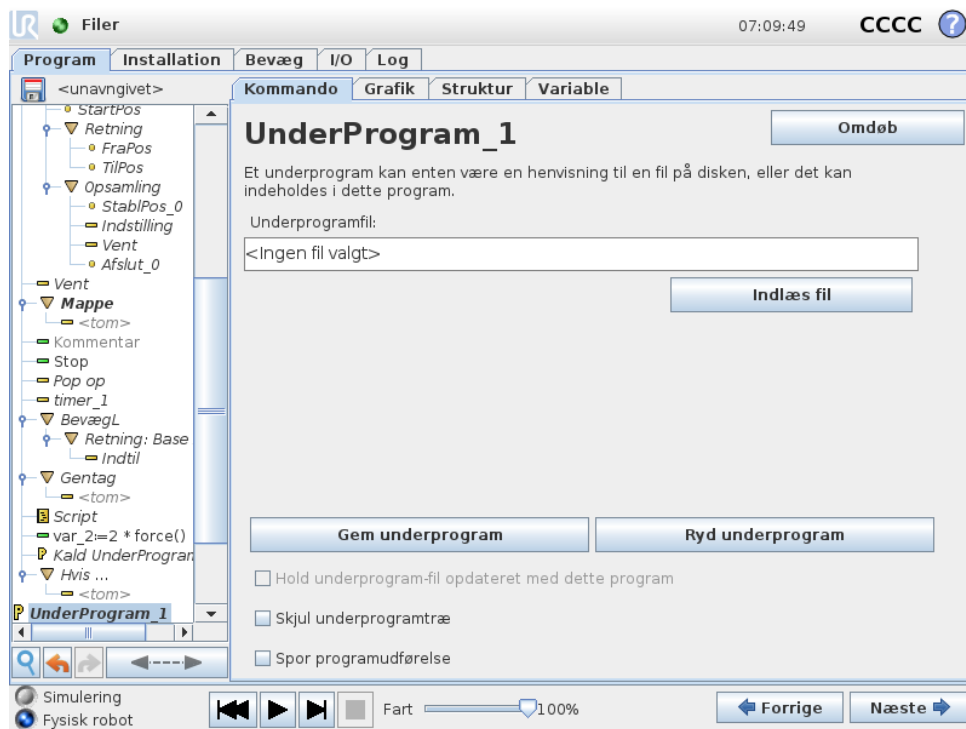 UR Filer 07:09:49 CCCC ?
Program Installation Bevæg I/O Log
<unavngivet>
Kommando Grafik Struktur Variable
StartPos
Retning
FraPos
TilPos
Opsamling
StablPos_0
Indstilling
Vent
Afslut_0
Vent
Mappe
<tom>
Kommentar
Stop
Pop op
timer_1
BevægL
Retning: Base
Indtil
Gentag
<tom>
Script
var_2:=2 * force()
P Kald UnderProgram
Hvis ...
<tom>
P UnderProgram_1
UnderProgram_1
Omdøb
Et underprogram kan enten være en henvisning til en fil på disken, eller det kan
indeholdes i dette program.
Underprogramfil:
<Ingen fil valgt>
Indlæs fil
Gem underprogram Ryd underprogram
Hold underprogram-fil opdateret med dette program
Skjul underprogramtræ
Spor programudførelse
Simulering
Fysisk robot
Fart 100%
Forrige Næste